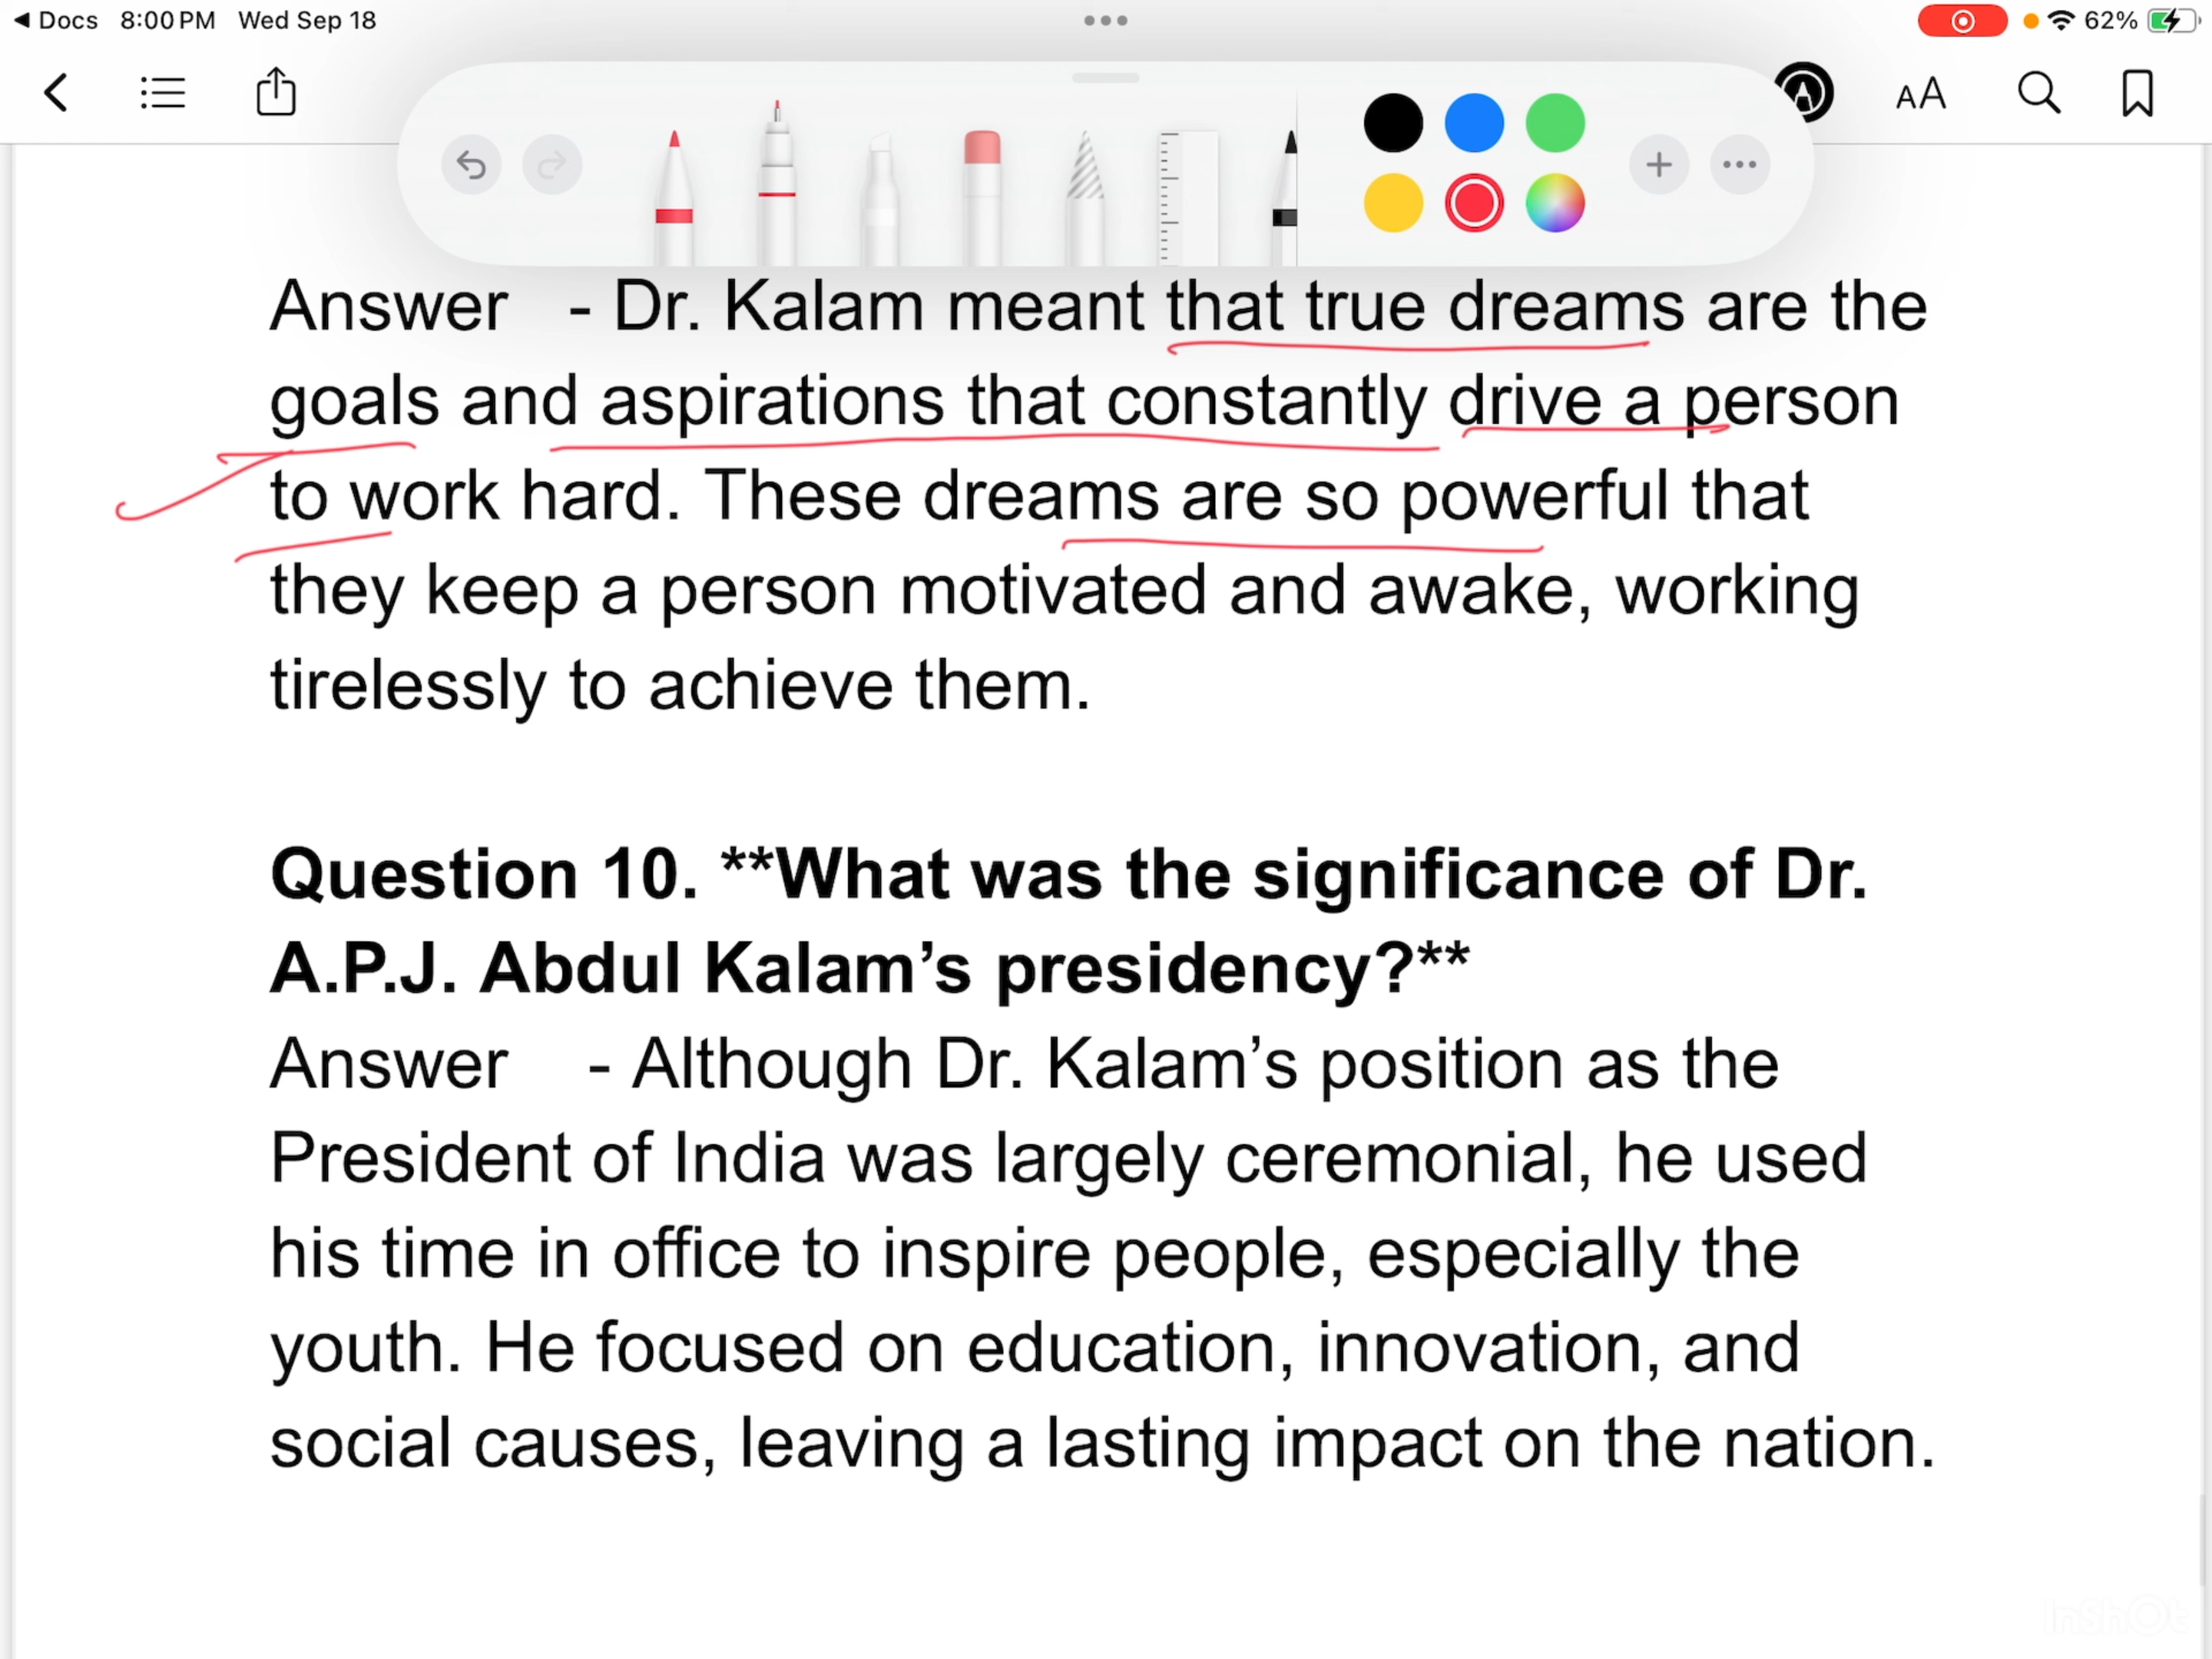 Docs 8:00 PM Wed Sep 18 62%
AA
Answer - Dr. Kalam meant that true dreams are the
goals and aspirations that constantly drive a person
to work hard. These dreams are so powerful that
they keep a person motivated and awake, working
tirelessly to achieve them.
Question 10. **What was the significance of Dr.
A.P.J. Abdul Kalam’s presidency?**
Answer - Although Dr. Kalam’s position as the
President of India was largely ceremonial, he used
his time in office to inspire people, especially the
youth. He focused on education, innovation, and
social causes, leaving a lasting impact on the nation.
InShOt